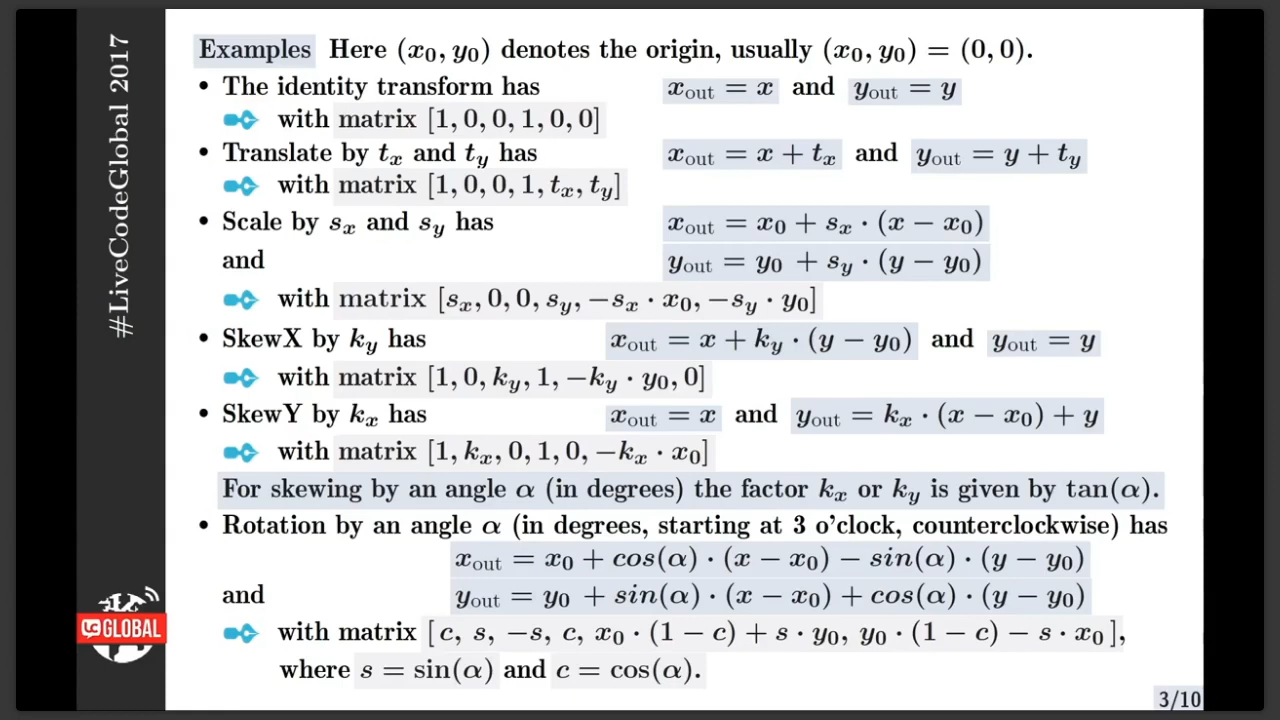 #LiveCodeGlobal 2017
Examples Here (x₀, y₀) denotes the origin, usually (x₀, y₀) = (0, 0).
• The identity transform has x_out = x and y_out = y
with matrix [1, 0, 0, 1, 0, 0]
• Translate by t_x and t_y has x_out = x + t_x and y_out = y + t_y
with matrix [1, 0, 0, 1, t_x, t_y]
• Scale by s_x and s_y has x_out = x₀ + s_x · (x − x₀)
and y_out = y₀ + s_y · (y − y₀)
with matrix [s_x, 0, 0, s_y, −s_x · x₀, −s_y · y₀]
• SkewX by k_y has x_out = x + k_y · (y − y₀) and y_out = y
with matrix [1, 0, k_y, 1, −k_y · y₀, 0]
• SkewY by k_x has x_out = x and y_out = k_x · (x − x₀) + y
with matrix [1, k_x, 0, 1, 0, −k_x · x₀]
For skewing by an angle α (in degrees) the factor k_x or k_y is given by tan(α).
• Rotation by an angle α (in degrees, starting at 3 o'clock, counterclockwise) has
x_out = x₀ + cos(α) · (x − x₀) − sin(α) · (y − y₀)
and y_out = y₀ + sin(α) · (x − x₀) + cos(α) · (y − y₀)
with matrix [ c, s, −s, c, x₀ · (1 − c) + s · y₀, y₀ · (1 − c) − s · x₀ ],
where s = sin(α) and c = cos(α).
LC GLOBAL
3/10